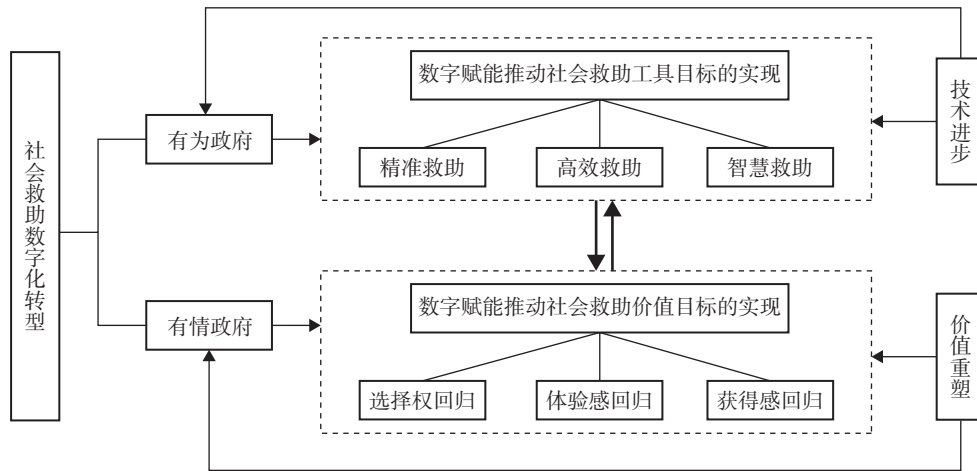 社会救助数字化转型
有为政府
数字赋能推动社会救助工具目标的实现
精准救助
高效救助
智慧救助
技术进步
有情政府
数字赋能推动社会救助价值目标的实现
选择权回归
体验感回归
获得感回归
价值重塑